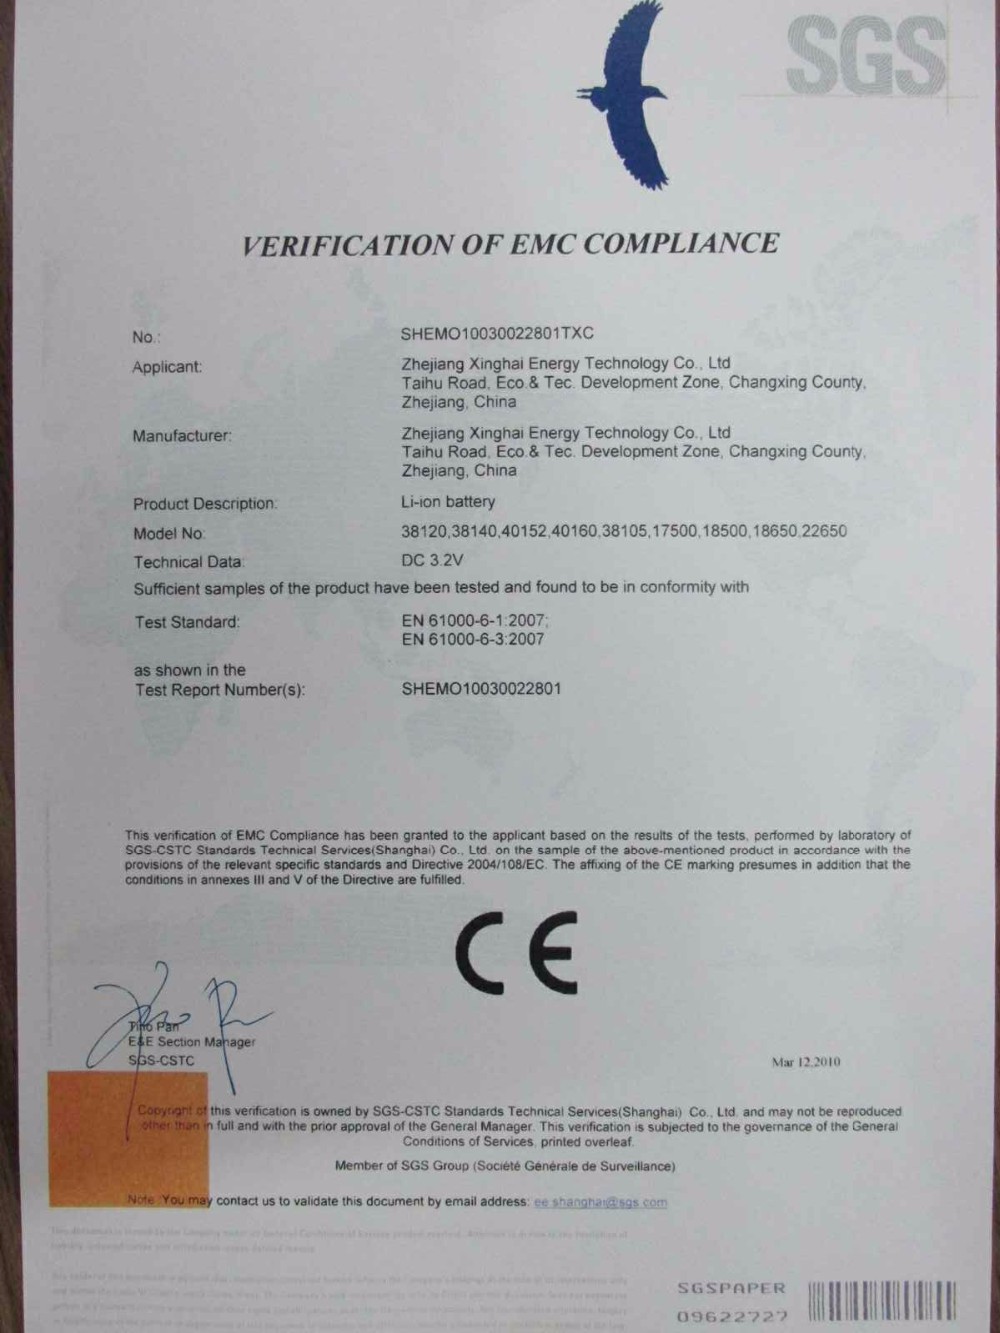 SGS
VERIFICATION OF EMC COMPLIANCE
No.: SHEMO10030022801TXC
Applicant: Zhejiang Xinghai Energy Technology Co., Ltd
Taihu Road, Eco.& Tec. Development Zone, Changxing County,
Zhejiang, China
Manufacturer: Zhejiang Xinghai Energy Technology Co., Ltd
Taihu Road, Eco.& Tec. Development Zone, Changxing County,
Zhejiang, China
Product Description: Li-ion battery
Model No: 38120,38140,40152,40160,38105,17500,18500,18650,22650
Technical Data: DC 3.2V
Sufficient samples of the product have been tested and found to be in conformity with
Test Standard: EN 61000-6-1:2007;
EN 61000-6-3:2007
as shown in the
Test Report Number(s): SHEMO10030022801
This verification of EMC Compliance has been granted to the applicant based on the results of the tests, performed by laboratory of
SGS-CSTC Standards Technical Services(Shanghai) Co., Ltd. on the sample of the above-mentioned product in accordance with the
provisions of the relevant specific standards and Directive 2004/108/EC. The affixing of the CE marking presumes in addition that the
conditions in annexes III and V of the Directive are fulfilled.
CE
Tino Pan
E&E Section Manager
SGS-CSTC
Mar 12,2010
Copyright of this verification is owned by SGS-CSTC Standards Technical Services(Shanghai) Co., Ltd. and may not be reproduced
other than in full and with the prior approval of the General Manager. This verification is subjected to the governance of the General
Conditions of Services, printed overleaf.
Member of SGS Group (Société Générale de Surveillance)
Note: You may contact us to validate this document by email address: ee.shanghai@sgs.com
SGSPAPER
09622727